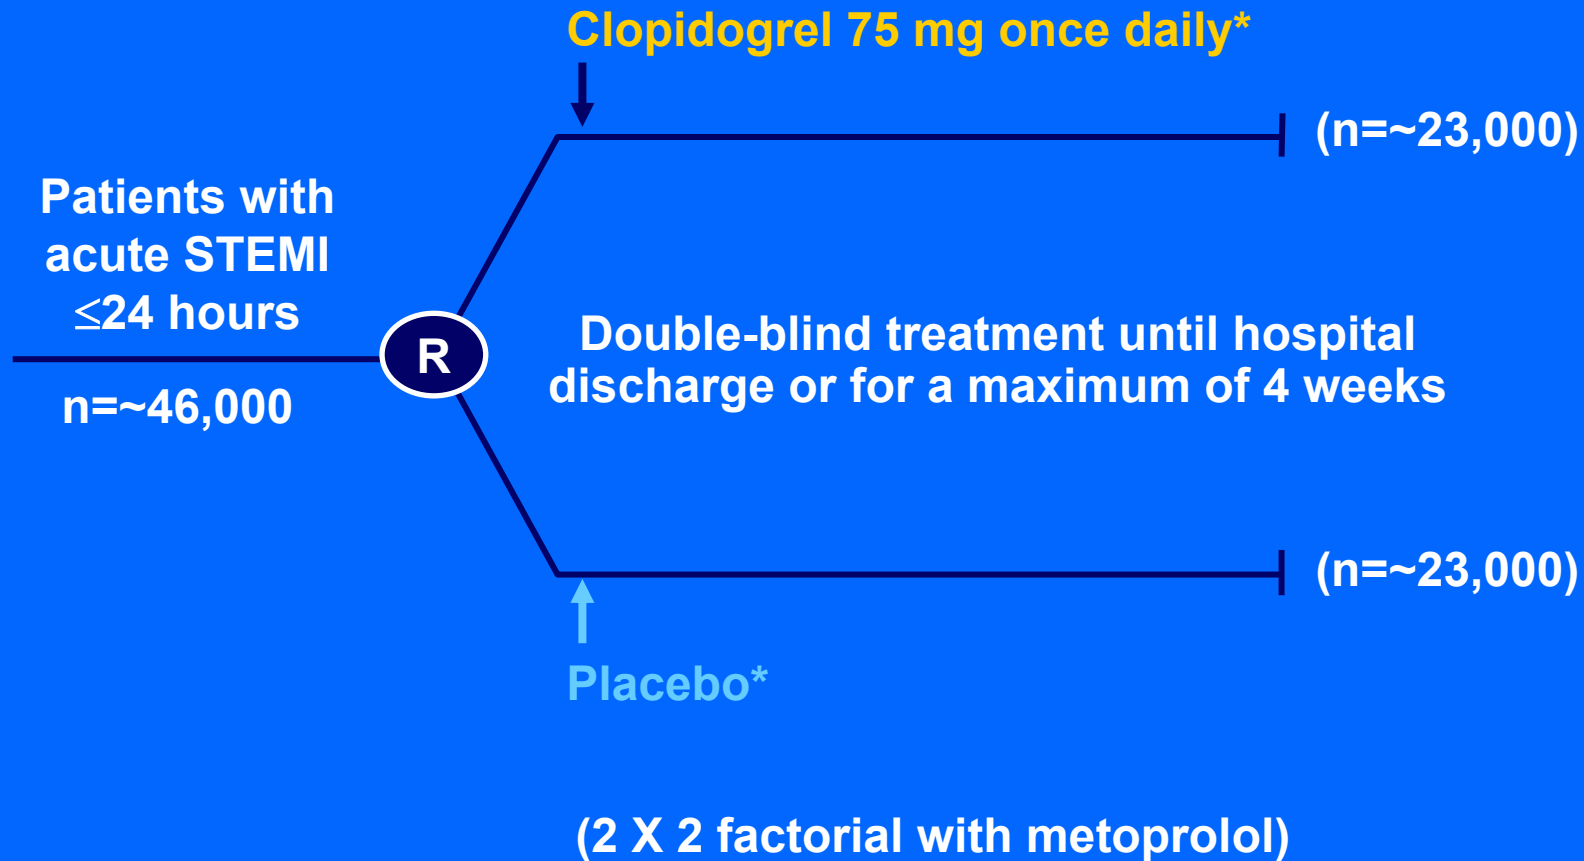 Clopidogrel 75 mg once daily*
(n=~23,000)
Patients with
acute STEMI
≤24 hours
R
n=~46,000
Double-blind treatment until hospital
discharge or for a maximum of 4 weeks
(n=~23,000)
Placebo*
(2 X 2 factorial with metoprolol)